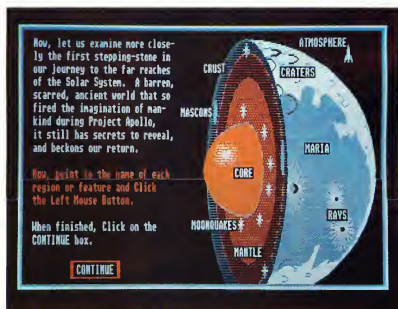 Now, let us examine more close-
ly the first stepping-stone in
our journey to the far reaches
of the Solar System. A barren,
scarred, ancient world that so
fired the imagination of man-
kind during Project Apollo,
it still has secrets to reveal,
and beckons our return.
Now, point to the name of each
region or feature and Click
the Left Mouse Button.
When finished, Click on the
CONTINUE box.
CONTINUE
ATMOSPHERE
CRUST
CRATERS
MASCONS
MARIA
CORE
RAYS
MOONQUAKES
MANTLE